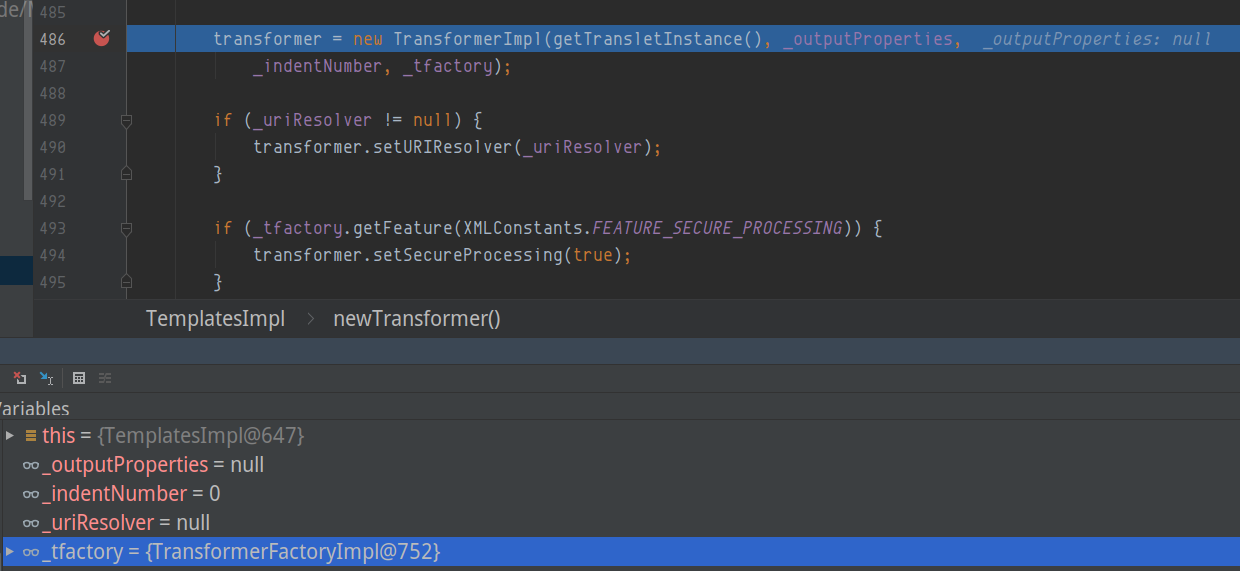 485
486 transformer = new TransformerImpl(getTransletInstance(), _outputProperties, _outputProperties: null
487 _indentNumber, _tfactory);
488
489 if (_uriResolver != null) {
490 transformer.setURIResolver(_uriResolver);
491 }
492
493 if (_tfactory.getFeature(XMLConstants.FEATURE_SECURE_PROCESSING)) {
494 transformer.setSecureProcessing(true);
495 }
TemplatesImpl > newTransformer()
Variables
this = {TemplatesImpl@647}
_outputProperties = null
_indentNumber = 0
_uriResolver = null
_tfactory = {TransformerFactoryImpl@752}